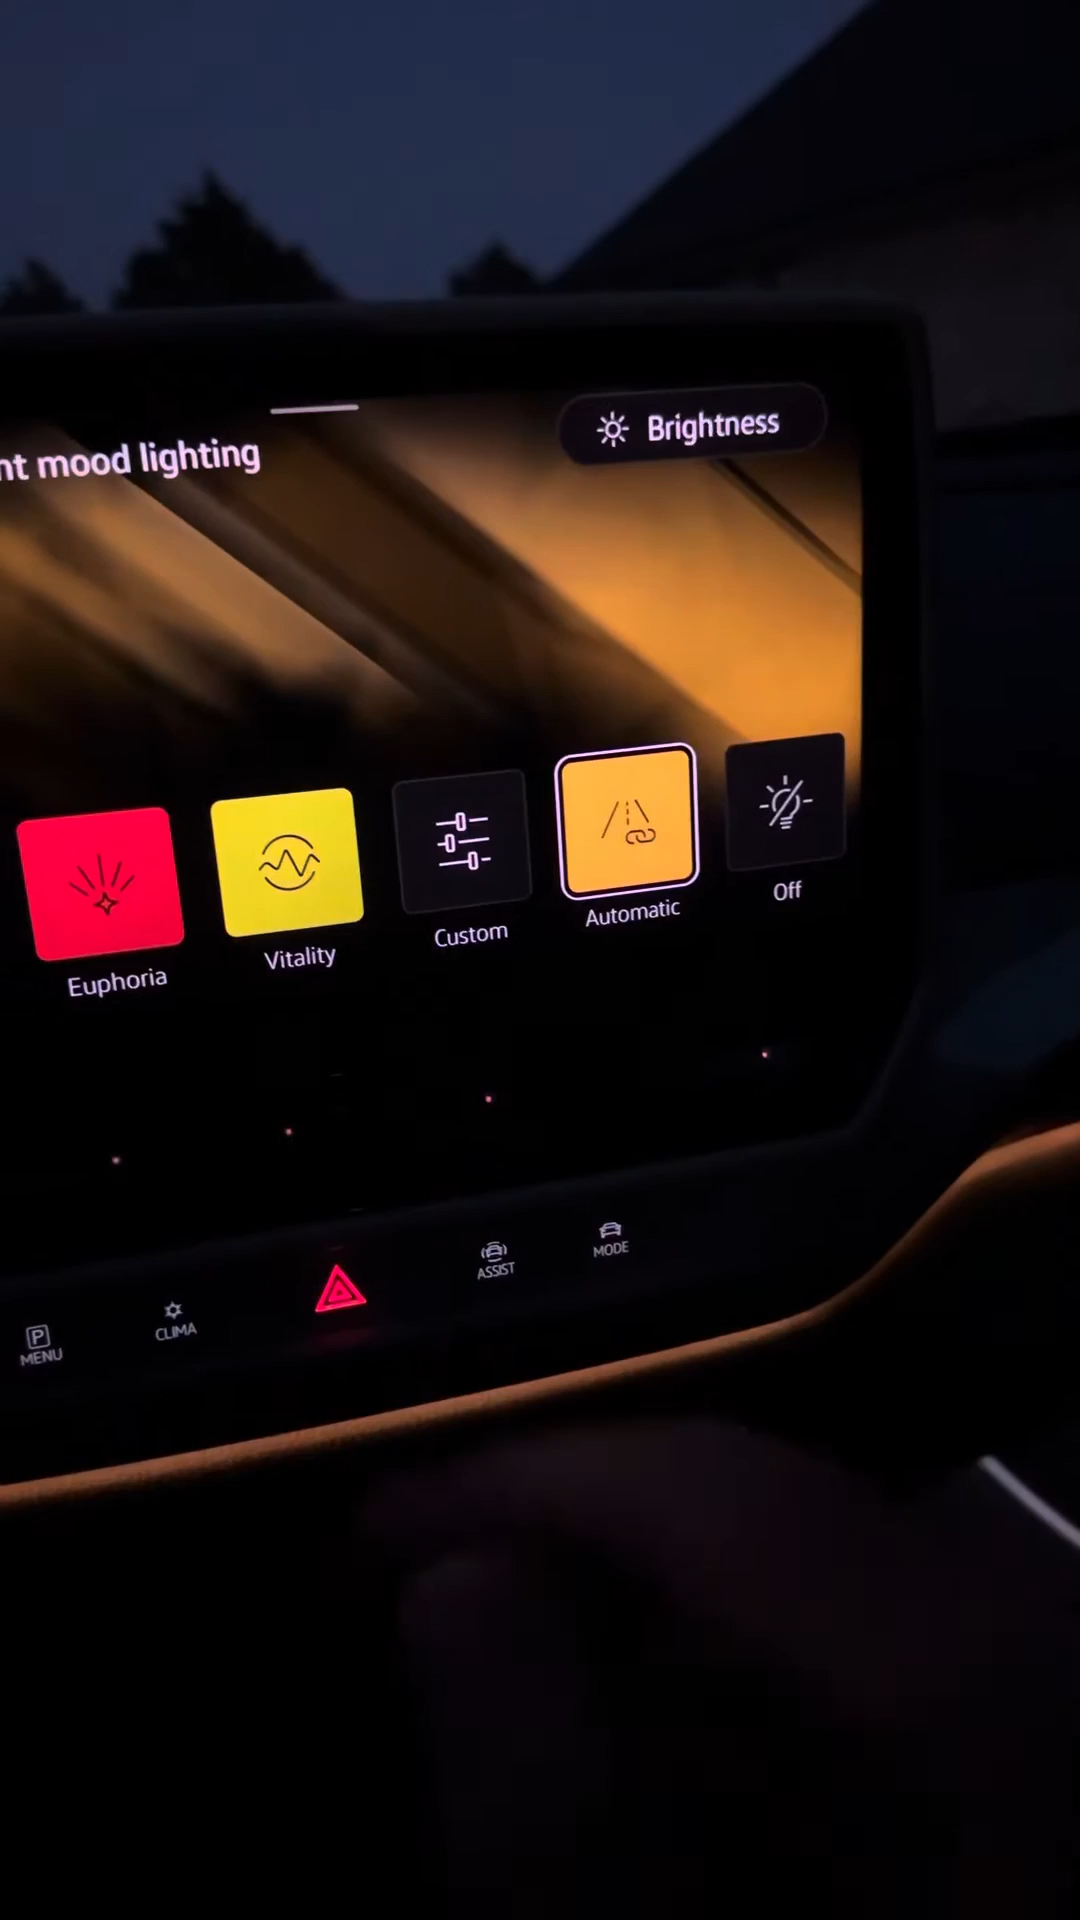 Brightness
nt mood lighting
Euphoria
Vitality
Custom
Automatic
Off
P
MENU
CLIMA
ASSIST
MODE